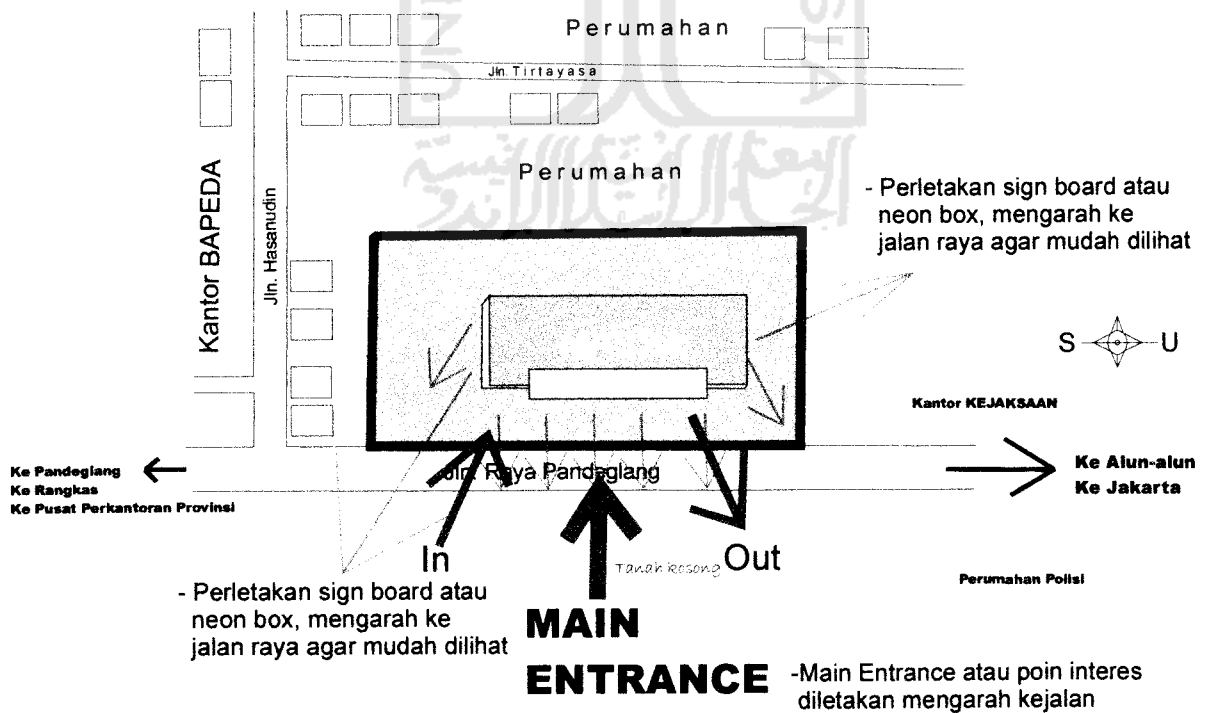 Perumahan
Jln. Tirtayasa
Perumahan
Kantor BAPEDA
Jln. Hasanudin
- Perletakan sign board atau
neon box, mengarah ke
jalan raya agar mudah dilihat
S U
Kantor KEJAKSAAN
Ke Pandeglang
Ke Rangkas
Ke Pusat Perkantoran Provinsi
Jln. Raya Pandeglang
Ke Alun-alun
Ke Jakarta
In
Tanah kosong
Out
Perumahan Polisi
- Perletakan sign board atau
neon box, mengarah ke
jalan raya agar mudah dilihat
MAIN
ENTRANCE
-Main Entrance atau poin interes
diletakan mengarah kejalan